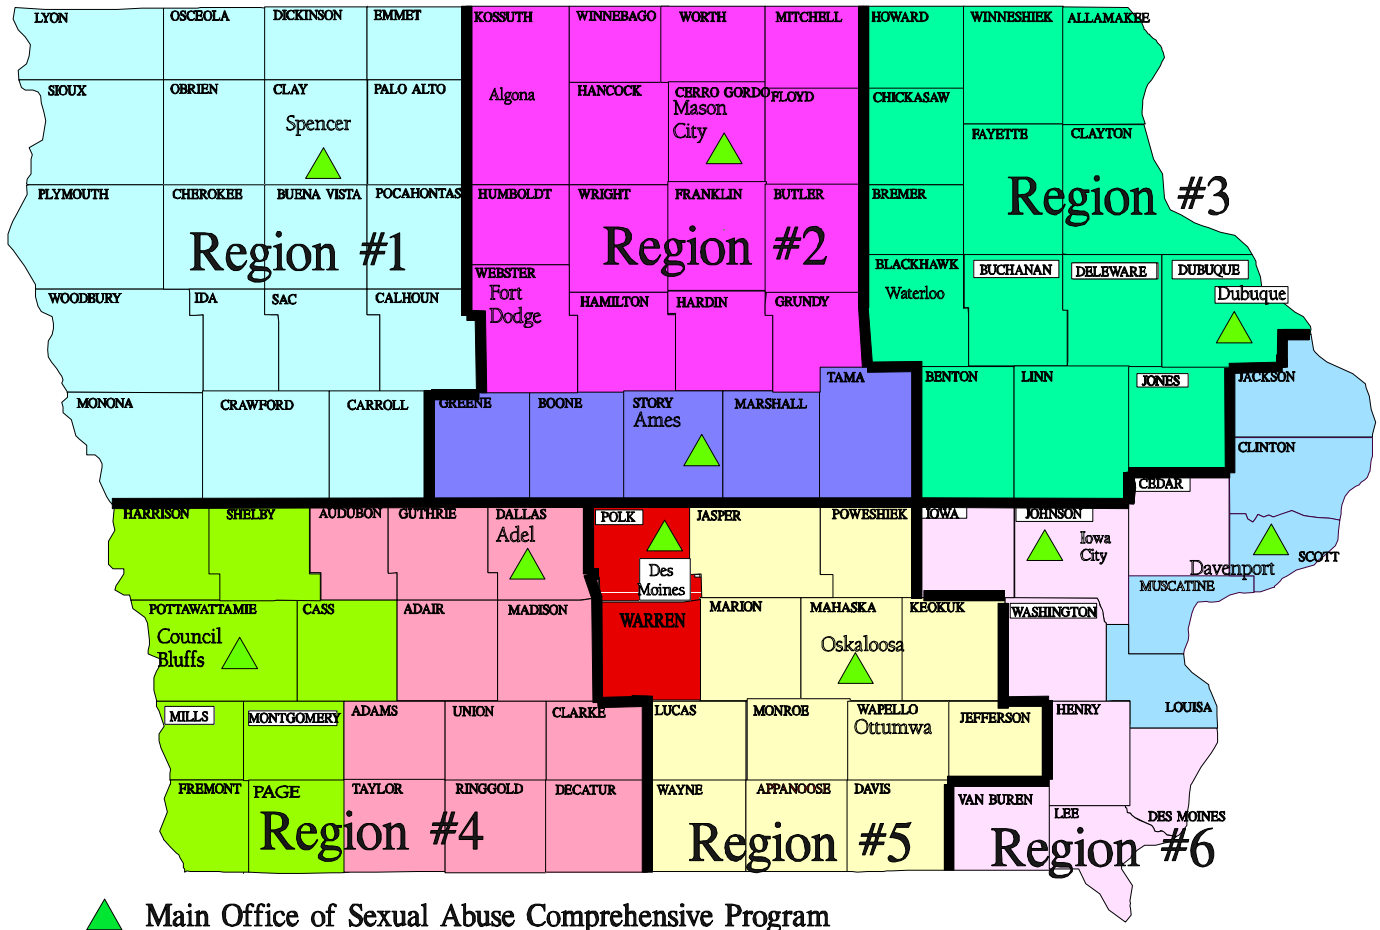 LYON
OSCEOLA
DICKINSON
EMMET
KOSSUTH
WINNEBAGO
WORTH
MITCHELL
HOWARD
WINNESHIEK
ALLAMAKEE
SIOUX
OBRIEN
CLAY
PALO ALTO
Algona
HANCOCK
CERRO GORDO
FLOYD
CHICKASAW
Spencer
Mason
City
FAYETTE
CLAYTON
PLYMOUTH
CHEROKEE
BUENA VISTA
POCAHONTAS
HUMBOLDT
WRIGHT
FRANKLIN
BUTLER
BREMER
Region #3
Region #1
Region #2
WEBSTER
Fort
Dodge
BLACKHAWK
Waterloo
BUCHANAN
DELEWARE
DUBUQUE
Dubuque
WOODBURY
IDA
SAC
CALHOUN
HAMILTON
HARDIN
GRUNDY
TAMA
BENTON
LINN
JONES
JACKSON
MONONA
CRAWFORD
CARROLL
GREENE
BOONE
STORY
Ames
MARSHALL
CLINTON
CEDAR
HARRISON
SHELBY
AUDUBON
GUTHRIE
DALLAS
Adel
POLK
Des
Moines
JASPER
POWESHIEK
IOWA
JOHNSON
Iowa
City
SCOTT
Davenport
MUSCATINE
POTTAWATTAMIE
Council
Bluffs
CASS
ADAIR
MADISON
WARREN
MARION
MAHASKA
Oskaloosa
KEOKUK
WASHINGTON
LOUISA
MILLS
MONTGOMERY
ADAMS
UNION
CLARKE
LUCAS
MONROE
WAPELLO
Ottumwa
JEFFERSON
HENRY
FREMONT
PAGE
TAYLOR
RINGGOLD
DECATUR
WAYNE
APPANOOSE
DAVIS
VAN BUREN
LEE
DES MOINES
Region #4
Region #5
Region #6
Main Office of Sexual Abuse Comprehensive Program